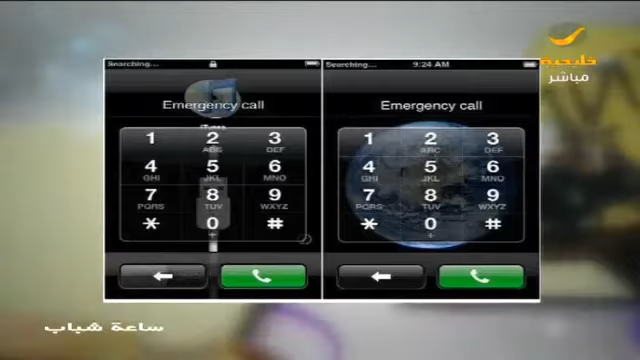 خليجية
مباشر
Searching...
Emergency call
iTunes
1
2
ABC
3
DEF
4
GHI
5
JKL
6
MNO
7
PQRS
8
TUV
9
WXYZ
*
0
+
#
Searching...
9:24 AM
Emergency call
1
2
ABC
3
DEF
4
GHI
5
JKL
6
MNO
7
PQRS
8
TUV
9
WXYZ
*
0
+
#
ساعة شباب